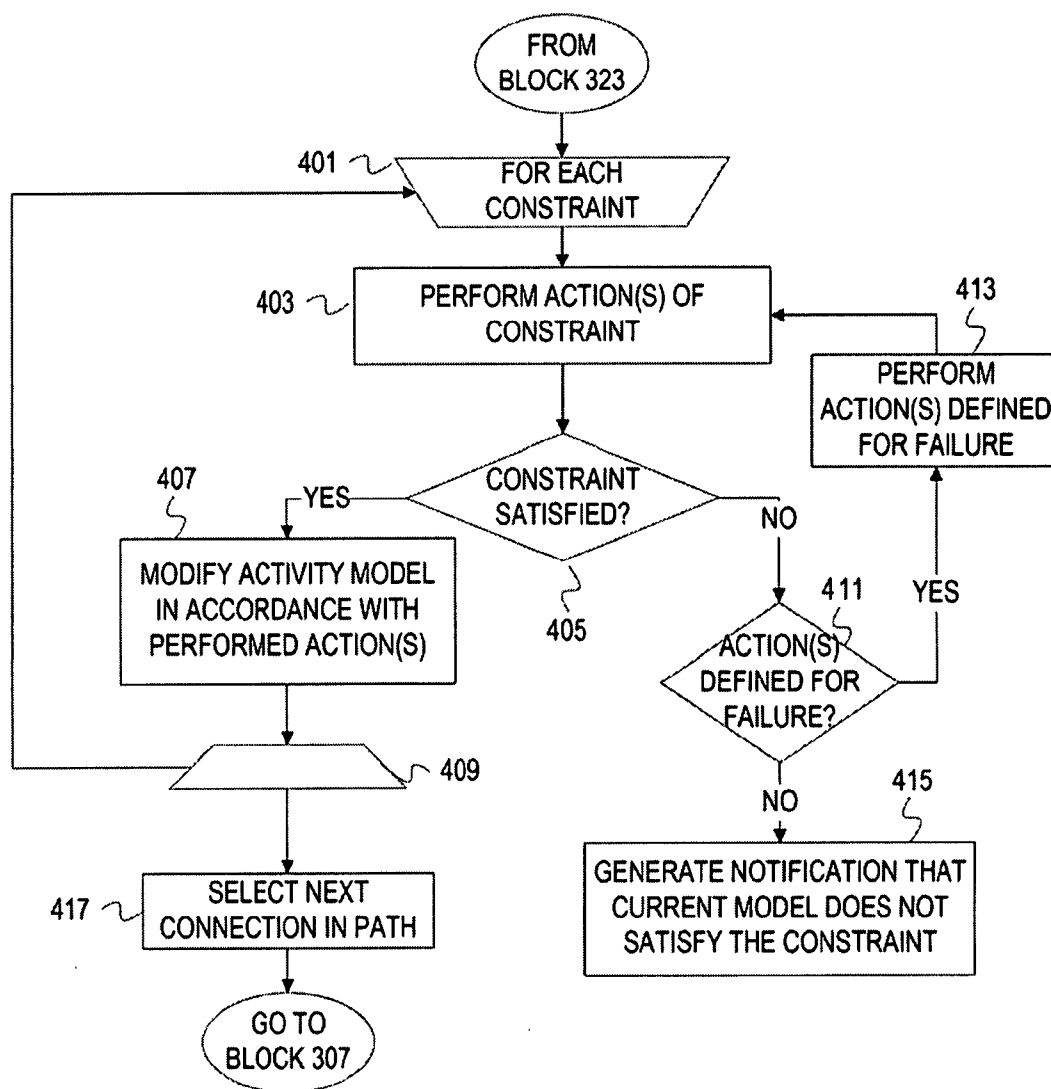 FROM
BLOCK 323
401
FOR EACH
CONSTRAINT
403
PERFORM ACTION(S) OF
CONSTRAINT
413
PERFORM
ACTION(S) DEFINED
FOR FAILURE
CONSTRAINT
SATISFIED?
405
YES
NO
407
MODIFY ACTIVITY MODEL
IN ACCORDANCE WITH
PERFORMED ACTION(S)
411
ACTION(S)
DEFINED FOR
FAILURE?
YES
NO
409
415
GENERATE NOTIFICATION THAT
CURRENT MODEL DOES NOT
SATISFY THE CONSTRAINT
417
SELECT NEXT
CONNECTION IN PATH
GO TO
BLOCK 307